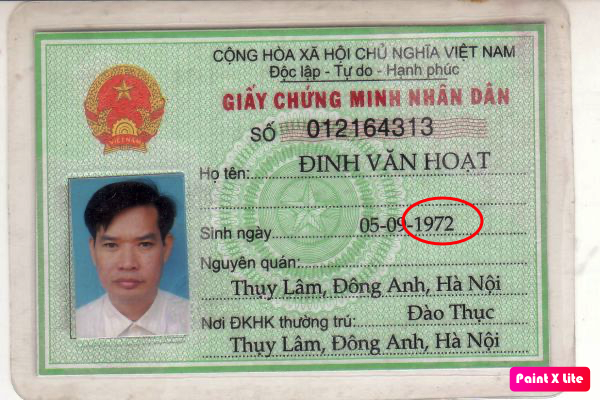 CỘNG HÒA XÃ HỘI CHỦ NGHĨA VIỆT NAM
Độc lập - Tự do - Hạnh phúc
GIẤY CHỨNG MINH NHÂN DÂN
SỐ 012164313
Họ tên: ĐINH VĂN HOẠT
Sinh ngày 05-09-1972
Nguyên quán:
Thụy Lâm, Đông Anh, Hà Nội
Nơi ĐKHK thường trú: Đào Thục
Thụy Lâm, Đông Anh, Hà Nội
VIỆT NAM
Paint X Lite